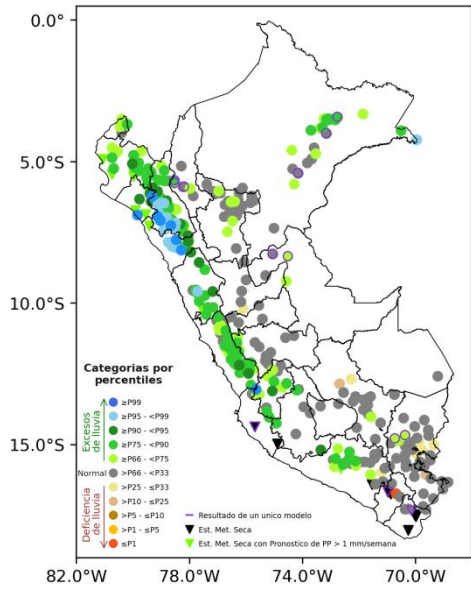 0.0°
5.0°S
10.0°S
15.0°S
82.0°W
78.0°W
74.0°W
70.0°W
Categorias por
percentiles
Excesos
de lluvia
Normal
Deficiencia
de lluvia
≥P99
≥P95 - <P99
≥P90 - <P95
≥P75 - <P90
≥P66 - <P75
<P66 - >P33
>P25 - ≤P33
>P10 - ≤P25
>P5 - ≤P10
>P1 - ≤P5
≤P1
Resultado de un unico modelo
Est. Met. Seca
Est. Met. Seca con Pronostico de PP > 1 mm/semana